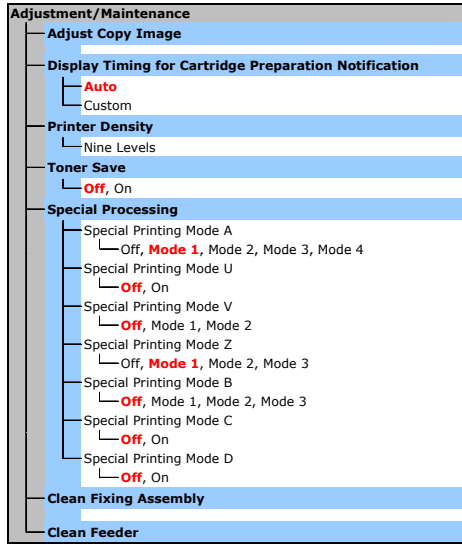 Adjustment/Maintenance
Adjust Copy Image
Display Timing for Cartridge Preparation Notification
Auto
Custom
Printer Density
Nine Levels
Toner Save
Off, On
Special Processing
Special Printing Mode A
Off, Mode 1, Mode 2, Mode 3, Mode 4
Special Printing Mode U
Off, On
Special Printing Mode V
Off, Mode 1, Mode 2
Special Printing Mode Z
Off, Mode 1, Mode 2, Mode 3
Special Printing Mode B
Off, Mode 1, Mode 2, Mode 3
Special Printing Mode C
Off, On
Special Printing Mode D
Off, On
Clean Fixing Assembly
Clean Feeder